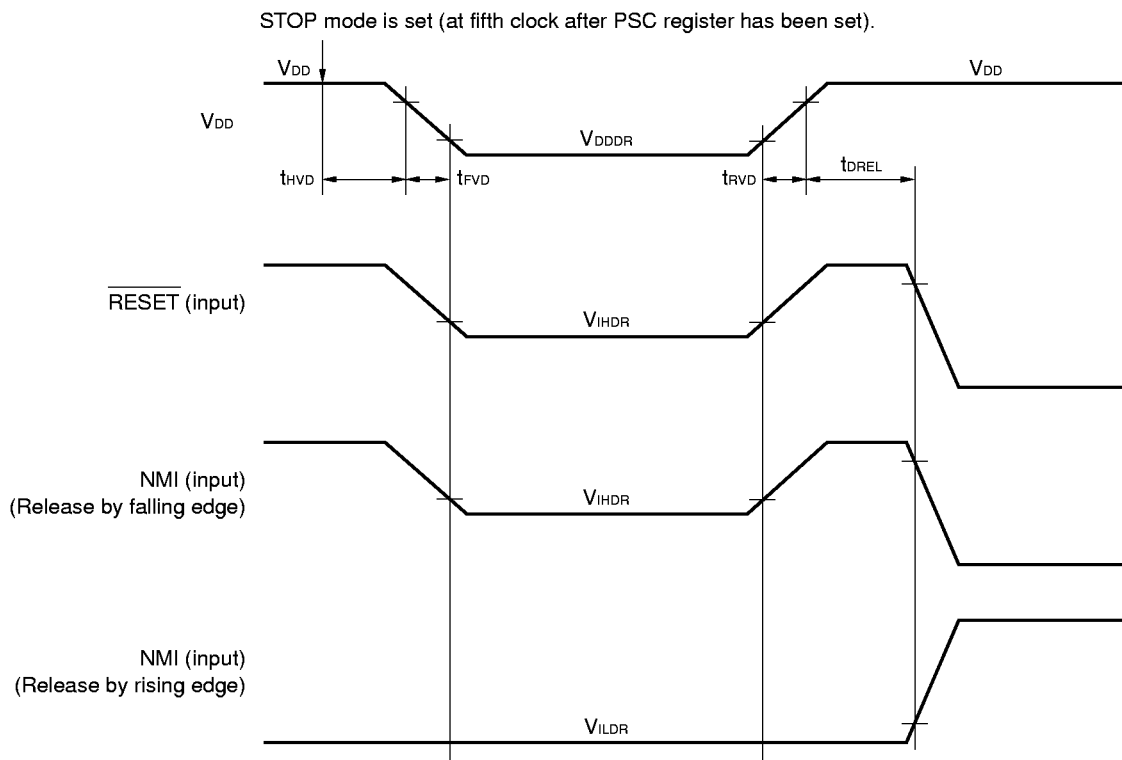 STOP mode is set (at fifth clock after PSC register has been set).
VDD
VDD
VDD
VDDDR
tHVD
tFVD
tRVD
tDREL
RESET (input)
VIHDR
NMI (input)
(Release by falling edge)
VIHDR
NMI (input)
(Release by rising edge)
VILDR